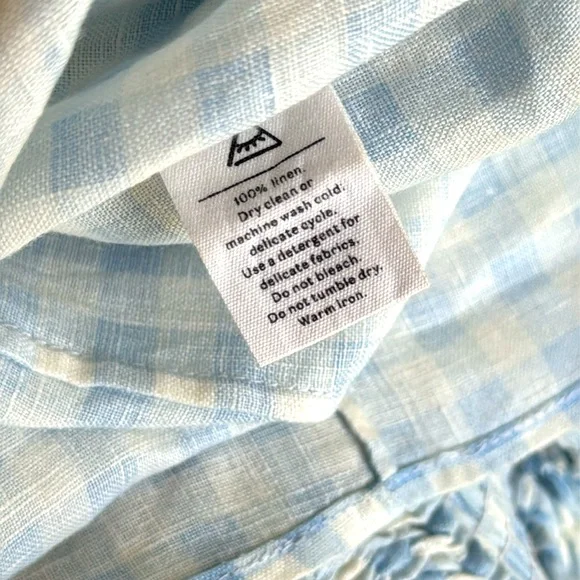 100% linen.
Dry clean or
machine wash cold:
delicate cycle.
Use a detergent for
delicate fabrics.
Do not bleach.
Do not tumble dry.
Warm iron.